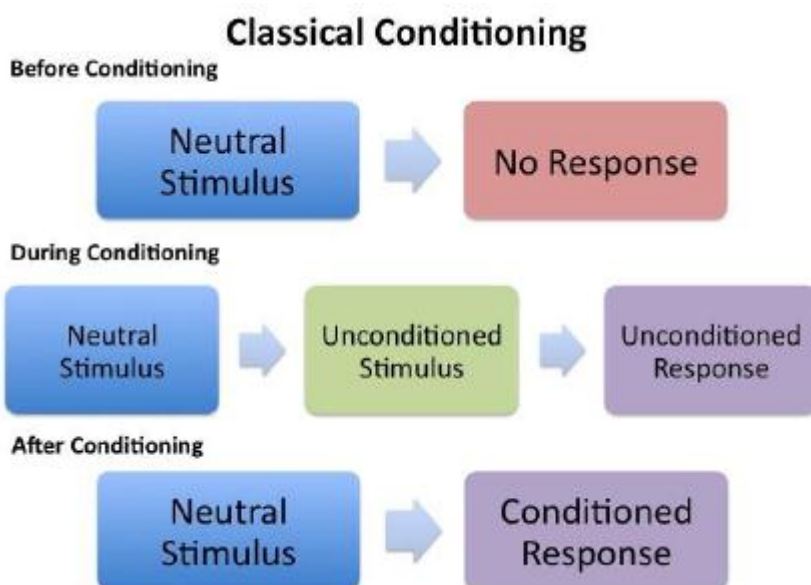 Classical Conditioning
Before Conditioning
Neutral
Stimulus
No Response
During Conditioning
Neutral
Stimulus
Unconditioned
Stimulus
Unconditioned
Response
After Conditioning
Neutral
Stimulus
Conditioned
Response